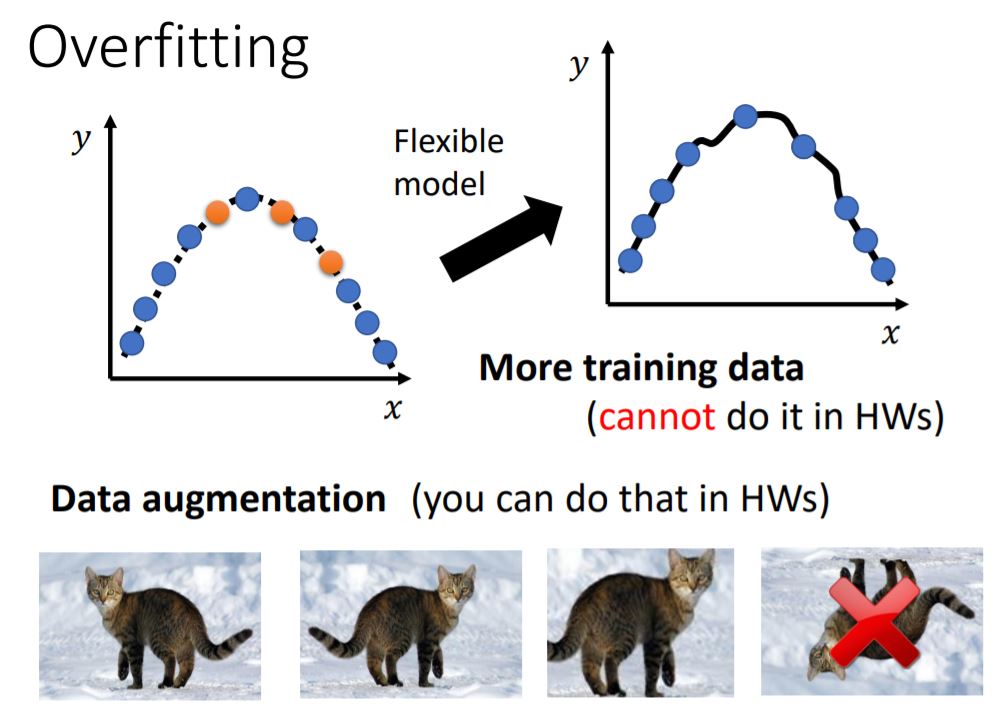 Overfitting
y
x
Flexible
model
y
x
More training data
(cannot do it in HWs)
Data augmentation (you can do that in HWs)